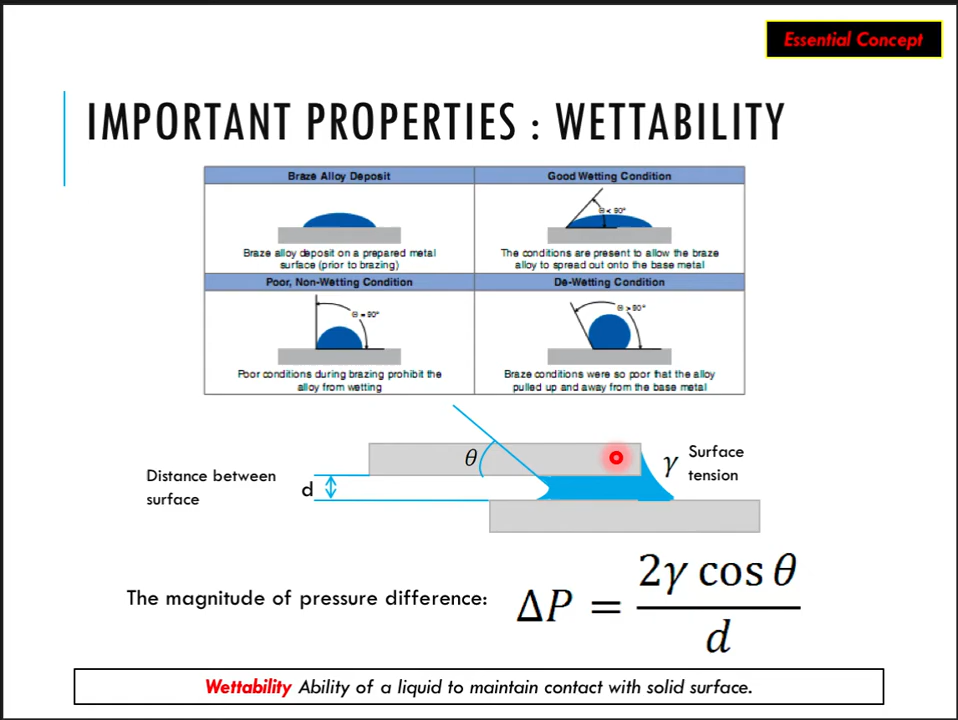 Essential Concept
IMPORTANT PROPERTIES : WETTABILITY
Braze Alloy Deposit
Good Wetting Condition
Θ < 90°
Braze alloy deposit on a prepared metal
surface (prior to brazing)
The conditions are present to allow the braze
alloy to spread out onto the base metal
Poor, Non-Wetting Condition
De-Wetting Condition
Θ = 90°
Θ > 90°
Poor conditions during brazing prohibit the
alloy from wetting
Braze conditions were so poor that the alloy
pulled up and away from the base metal
θ
γ
Surface
tension
Distance between
surface
d
The magnitude of pressure difference:
ΔP = 2γ cos θ / d
Wettability Ability of a liquid to maintain contact with solid surface.